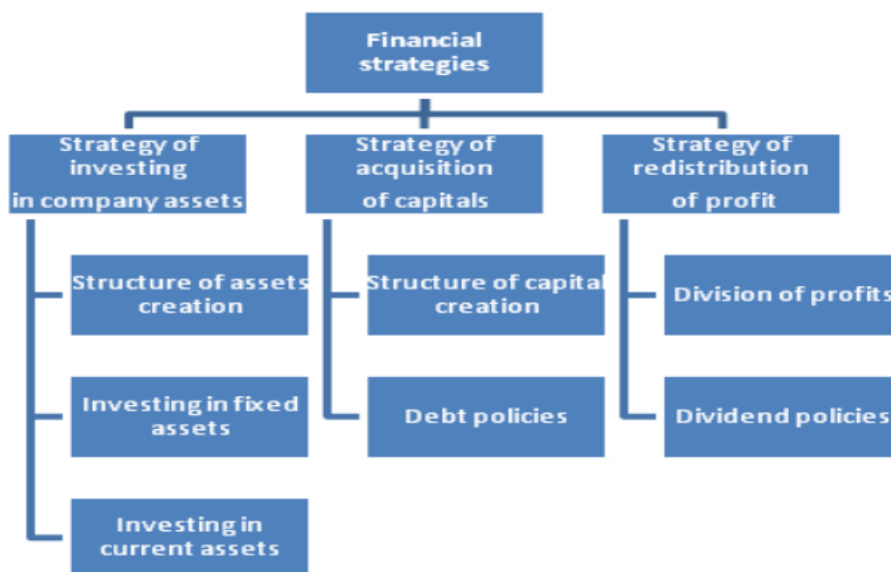 Financial
strategies
Strategy of
investing
in company assets
Strategy of
acquisition
of capitals
Strategy of
redistribution
of profit
Structure of assets
creation
Investing in fixed
assets
Investing in
current assets
Structure of capital
creation
Debt policies
Division of profits
Dividend policies